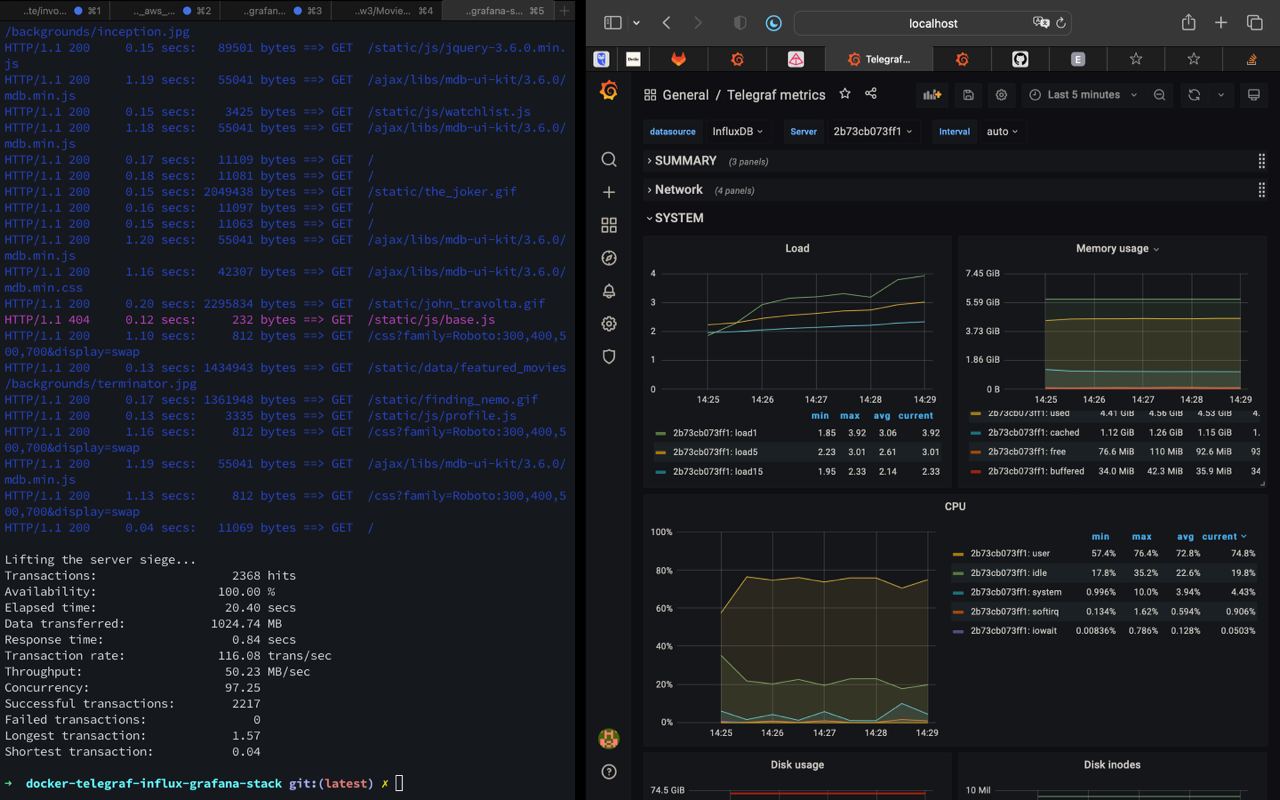 ..te/invo... ⌘1 .._aws_... ⌘2 ..grafan... ⌘3 ..w3/Movie... ⌘4 ..grafana-s... ⌘5
/backgrounds/inception.jpg
HTTP/1.1 200 0.15 secs: 89501 bytes ==> GET /static/js/jquery-3.6.0.min.
js
HTTP/1.1 200 1.19 secs: 55041 bytes ==> GET /ajax/libs/mdb-ui-kit/3.6.0/
mdb.min.js
HTTP/1.1 200 0.15 secs: 3425 bytes ==> GET /static/js/watchlist.js
HTTP/1.1 200 1.18 secs: 55041 bytes ==> GET /ajax/libs/mdb-ui-kit/3.6.0/
mdb.min.js
HTTP/1.1 200 0.17 secs: 11109 bytes ==> GET /
HTTP/1.1 200 0.18 secs: 11081 bytes ==> GET /
HTTP/1.1 200 0.15 secs: 2049438 bytes ==> GET /static/the_joker.gif
HTTP/1.1 200 0.16 secs: 11097 bytes ==> GET /
HTTP/1.1 200 0.15 secs: 11063 bytes ==> GET /
HTTP/1.1 200 1.20 secs: 55041 bytes ==> GET /ajax/libs/mdb-ui-kit/3.6.0/
mdb.min.js
HTTP/1.1 200 1.16 secs: 42307 bytes ==> GET /ajax/libs/mdb-ui-kit/3.6.0/
mdb.min.css
HTTP/1.1 200 0.20 secs: 2295834 bytes ==> GET /static/john_travolta.gif
HTTP/1.1 404 0.12 secs: 232 bytes ==> GET /static/js/base.js
HTTP/1.1 200 1.10 secs: 812 bytes ==> GET /css?family=Roboto:300,400,5
00,700&display=swap
HTTP/1.1 200 0.13 secs: 1434943 bytes ==> GET /static/data/featured_movies
/backgrounds/terminator.jpg
HTTP/1.1 200 0.17 secs: 1361948 bytes ==> GET /static/finding_nemo.gif
HTTP/1.1 200 0.13 secs: 3335 bytes ==> GET /static/js/profile.js
HTTP/1.1 200 1.16 secs: 812 bytes ==> GET /css?family=Roboto:300,400,5
00,700&display=swap
HTTP/1.1 200 1.19 secs: 55041 bytes ==> GET /ajax/libs/mdb-ui-kit/3.6.0/
mdb.min.js
HTTP/1.1 200 1.13 secs: 812 bytes ==> GET /css?family=Roboto:300,400,5
00,700&display=swap
HTTP/1.1 200 0.04 secs: 11069 bytes ==> GET /
Lifting the server siege...
Transactions: 2368 hits
Availability: 100.00 %
Elapsed time: 20.40 secs
Data transferred: 1024.74 MB
Response time: 0.84 secs
Transaction rate: 116.08 trans/sec
Throughput: 50.23 MB/sec
Concurrency: 97.25
Successful transactions: 2217
Failed transactions: 0
Longest transaction: 1.57
Shortest transaction: 0.04
→ docker-telegraf-influx-grafana-stack git:(latest) ✗
localhost
Telegraf...
E
General / Telegraf metrics
Last 5 minutes
datasource InfluxDB Server 2b73cb073ff1 Interval auto
SUMMARY (3 panels)
Network (4 panels)
SYSTEM
Load
4
3
2
1
0
14:25 14:26 14:27 14:28 14:29
min max avg current
2b73cb073ff1: load1 1.85 3.92 3.06 3.92
2b73cb073ff1: load5 2.23 3.01 2.61 3.01
2b73cb073ff1: load15 1.95 2.33 2.14 2.33
Memory usage
7.45 GiB
5.59 GiB
3.73 GiB
1.86 GiB
0 B
14:25 14:26 14:27 14:28 14:29
2b73cb073ff1: used 4.41 GiB 4.56 GiB 4.53 GiB 4.
2b73cb073ff1: cached 1.12 GiB 1.26 GiB 1.15 GiB 1.
2b73cb073ff1: free 76.6 MiB 110 MiB 92.6 MiB 93
2b73cb073ff1: buffered 34.0 MiB 42.3 MiB 35.9 MiB 34
CPU
100%
80%
60%
40%
20%
0%
14:25 14:26 14:27 14:28 14:29
min max avg current
2b73cb073ff1: user 57.4% 76.4% 72.8% 74.8%
2b73cb073ff1: idle 17.8% 35.2% 22.6% 19.8%
2b73cb073ff1: system 0.996% 10.0% 3.94% 4.43%
2b73cb073ff1: softirq 0.134% 1.62% 0.594% 0.906%
2b73cb073ff1: iowait 0.00836% 0.786% 0.128% 0.0503%
Disk usage
74.5 GiB
Disk inodes
10 Mil